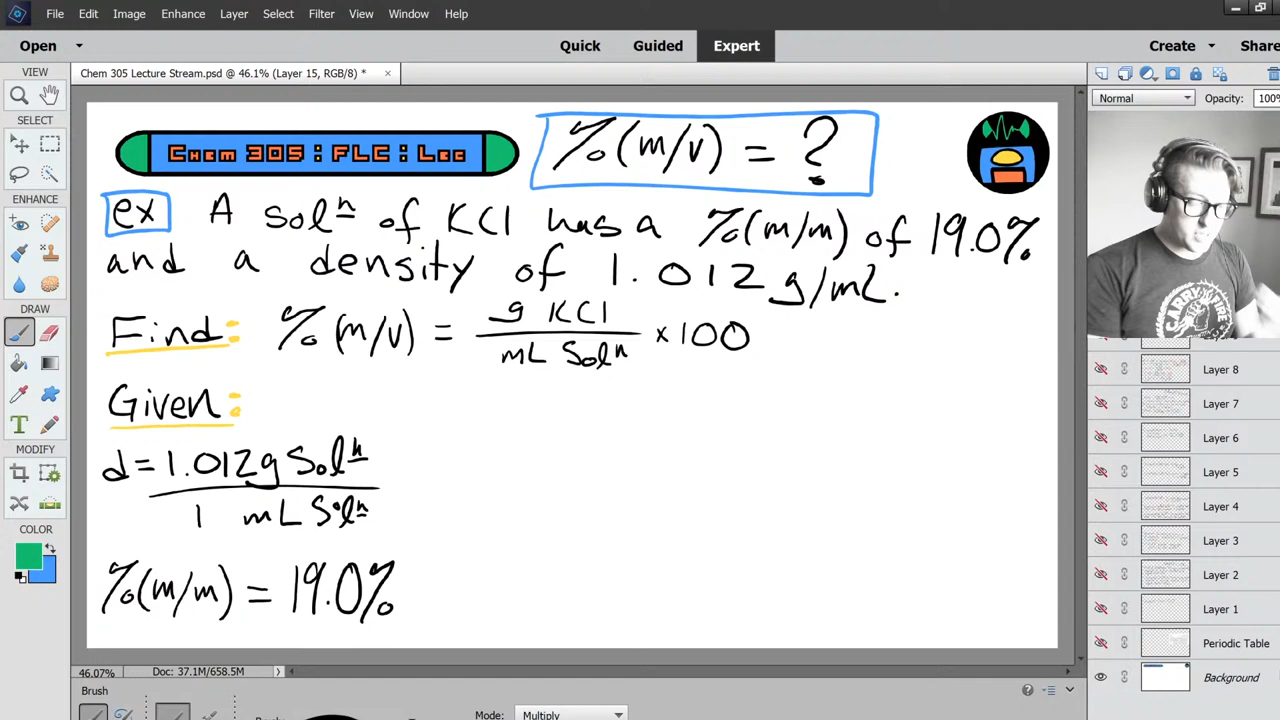 File Edit Image Enhance Layer Select Filter View Window Help
Open Quick Guided Expert Create Share
Chem 305 Lecture Stream.psd @ 46.1% (Layer 15, RGB/8) * ×
VIEW
SELECT
ENHANCE
DRAW
MODIFY
COLOR
Chem 305 : FLC : Lec
%(m/v) = ?
ex A solⁿ of KCl has a %(m/m) of 19.0%
and a density of 1.012 g/mL.
Find: %(m/v) = g KCl / mL Solⁿ × 100
Given:
d = 1.012g Solⁿ
1 mL Solⁿ
%(m/m) = 19.0%
Normal Opacity: 100%
CARRY
Layer 8
Layer 7
Layer 6
Layer 5
Layer 4
Layer 3
Layer 2
Layer 1
Periodic Table
Background
46.07% Doc: 37.1M/658.5M
Brush
Mode: Multiply